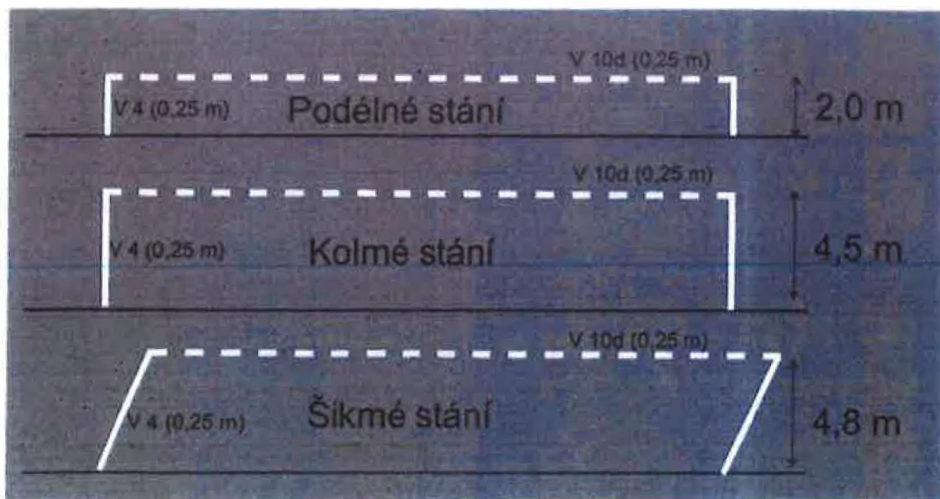 V 10d (0,25 m)
V 4 (0,25 m)
Podélné stání
2,0 m
V 10d (0,25 m)
V 4 (0,25 m)
Kolmé stání
4,5 m
V 10d (0,25 m)
V 4 (0,25 m)
Šikmé stání
4,8 m